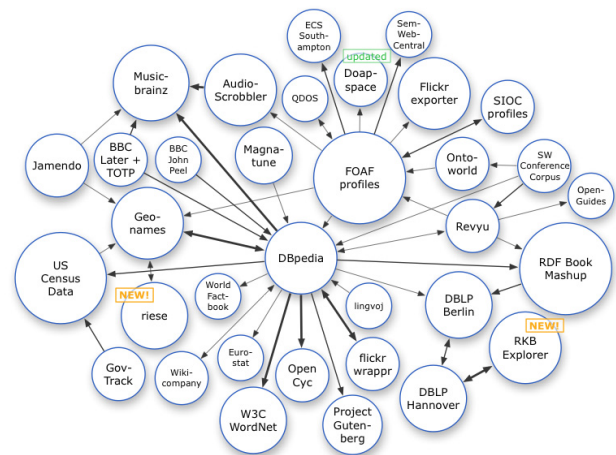 ECS
South-
ampton
Sem-
Web-
Central
updated
Doap-
space
Music-
brainz
Audio-
Scrobbler
QDOS
Flickr
exporter
SIOC
profiles
BBC
Later +
TOTP
BBC
John
Peel
Magna-
tune
Jamendo
FOAF
profiles
Onto-
world
SW
Conference
Corpus
Open-
Guides
Geo-
names
Revyu
DBpedia
US
Census
Data
RDF Book
Mashup
NEW!
riese
World
Fact-
book
lingvoj
DBLP
Berlin
NEW!
RKB
Explorer
Gov-
Track
Wiki-
company
Euro-
stat
Open
Cyc
flickr
wrappr
DBLP
Hannover
W3C
WordNet
Project
Guten-
berg